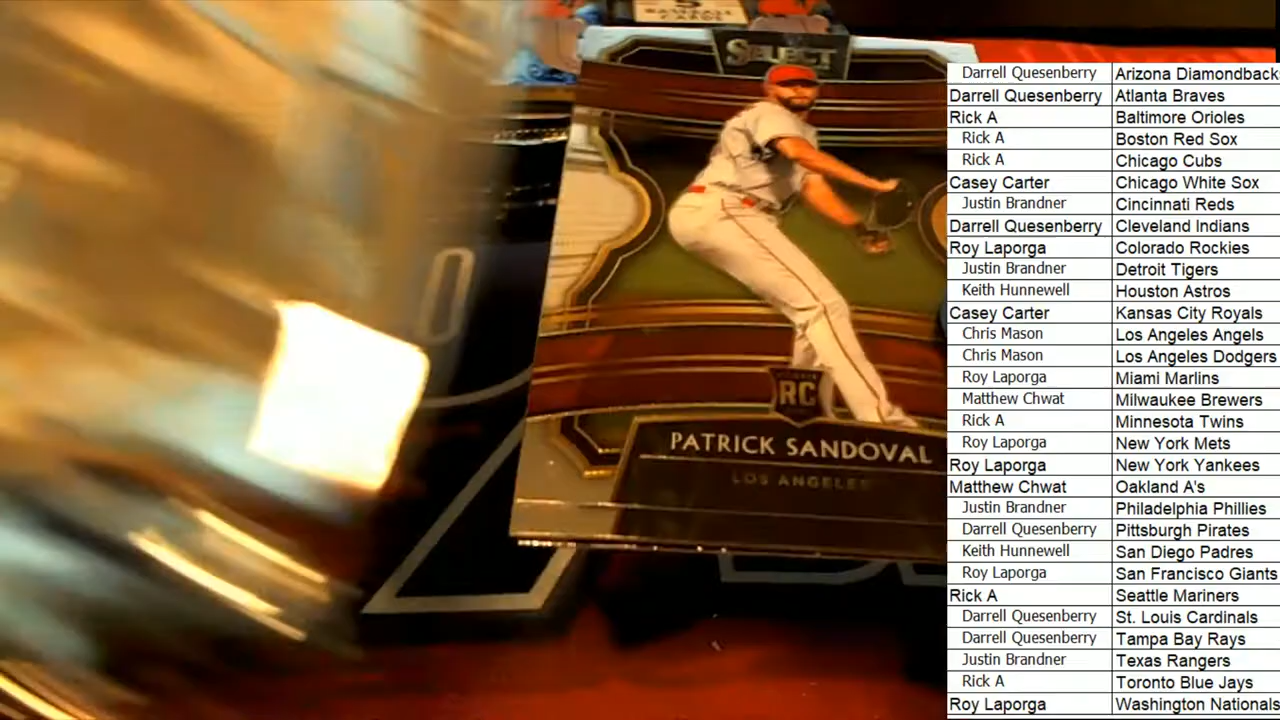 SELECT
RC
PATRICK SANDOVAL
LOS ANGELES
Darrell Quesenberry Arizona Diamondback
Darrell Quesenberry Atlanta Braves
Rick A Baltimore Orioles
Rick A Boston Red Sox
Rick A Chicago Cubs
Casey Carter Chicago White Sox
Justin Brandner Cincinnati Reds
Darrell Quesenberry Cleveland Indians
Roy Laporga Colorado Rockies
Justin Brandner Detroit Tigers
Keith Hunnewell Houston Astros
Casey Carter Kansas City Royals
Chris Mason Los Angeles Angels
Chris Mason Los Angeles Dodgers
Roy Laporga Miami Marlins
Matthew Chwat Milwaukee Brewers
Rick A Minnesota Twins
Roy Laporga New York Mets
Roy Laporga New York Yankees
Matthew Chwat Oakland A's
Justin Brandner Philadelphia Phillies
Darrell Quesenberry Pittsburgh Pirates
Keith Hunnewell San Diego Padres
Roy Laporga San Francisco Giants
Rick A Seattle Mariners
Darrell Quesenberry St. Louis Cardinals
Darrell Quesenberry Tampa Bay Rays
Justin Brandner Texas Rangers
Rick A Toronto Blue Jays
Roy Laporga Washington Nationals